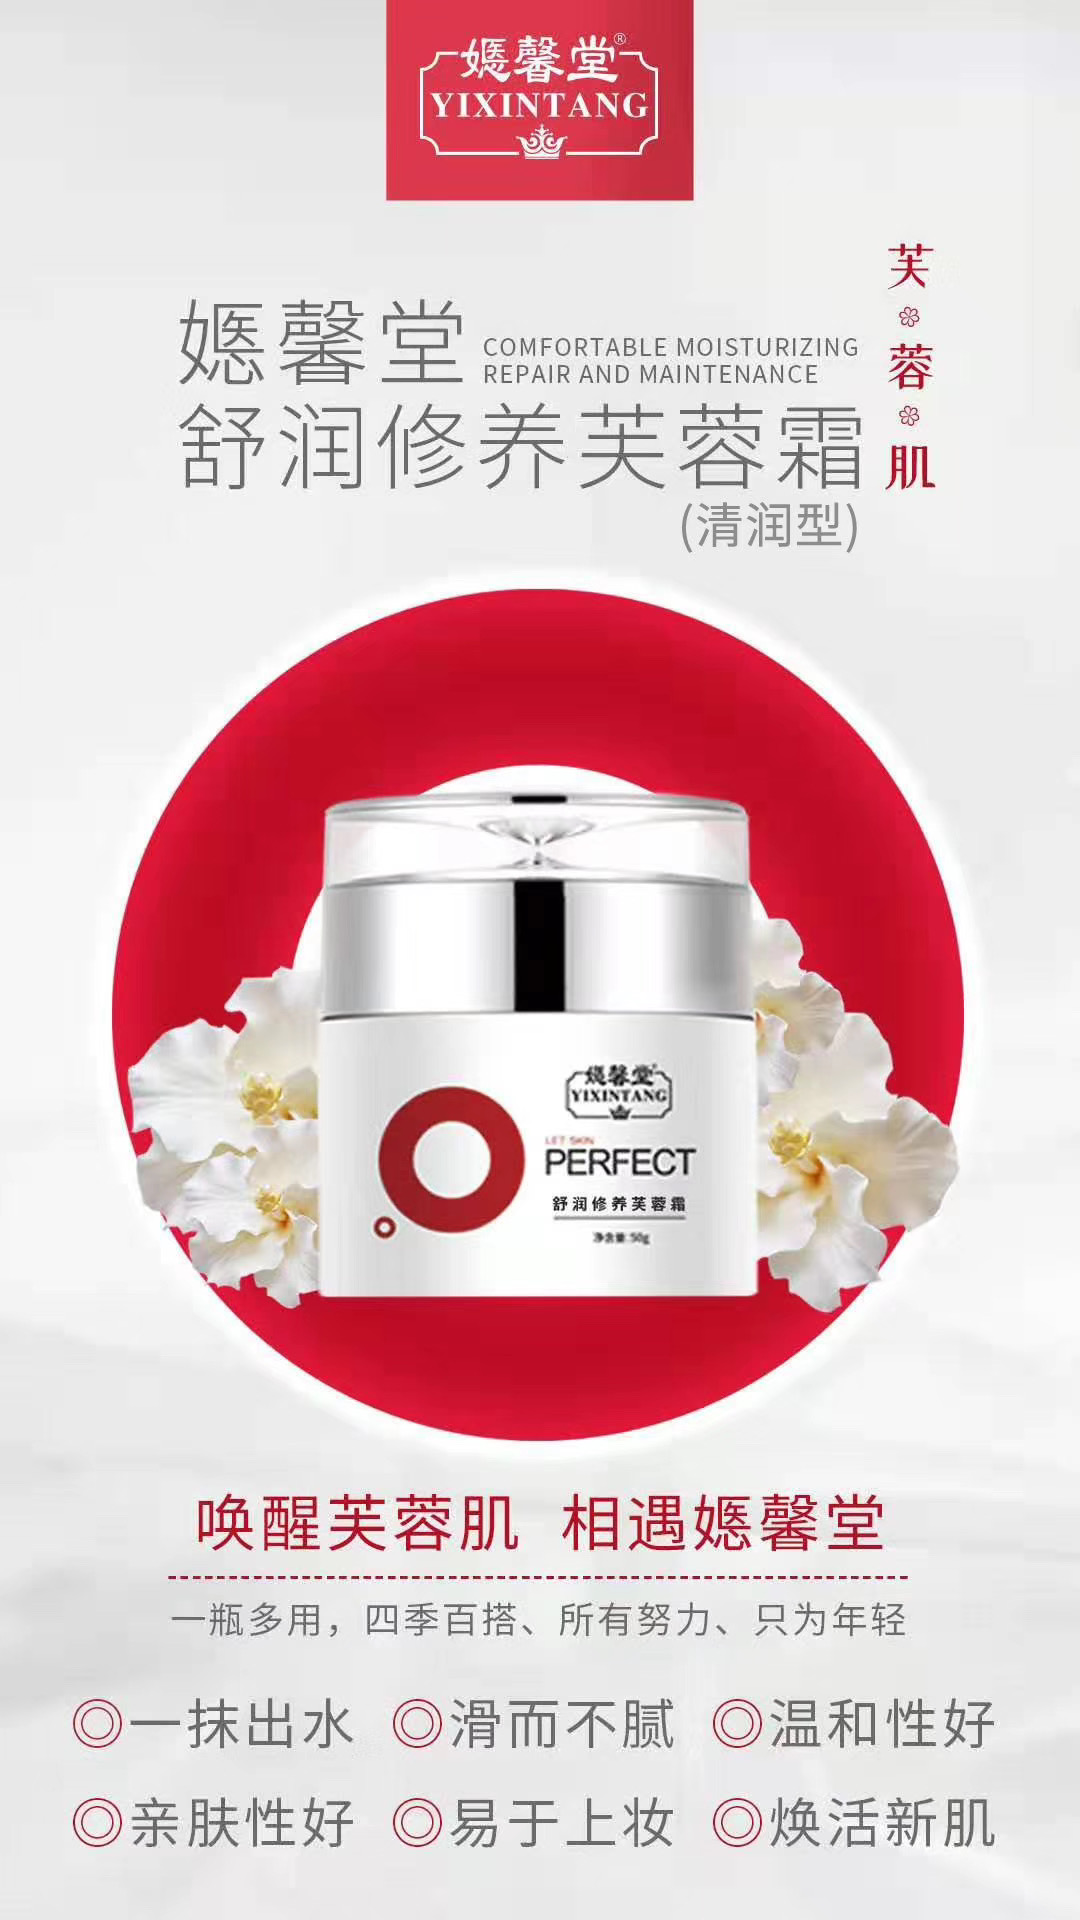 嬺馨堂®
YIXINTANG
芙蓉肌
嬺馨堂
COMFORTABLE MOISTURIZING
REPAIR AND MAINTENANCE
舒润修养芙蓉霜
(清润型)
嬺馨堂
YIXINTANG
LET SKIN
PERFECT
舒润修养芙蓉霜
净含量:50g
唤醒芙蓉肌 相遇嬺馨堂
一瓶多用，四季百搭、所有努力、只为年轻
◎一抹出水 ◎滑而不腻 ◎温和性好
◎亲肤性好 ◎易于上妆 ◎焕活新肌